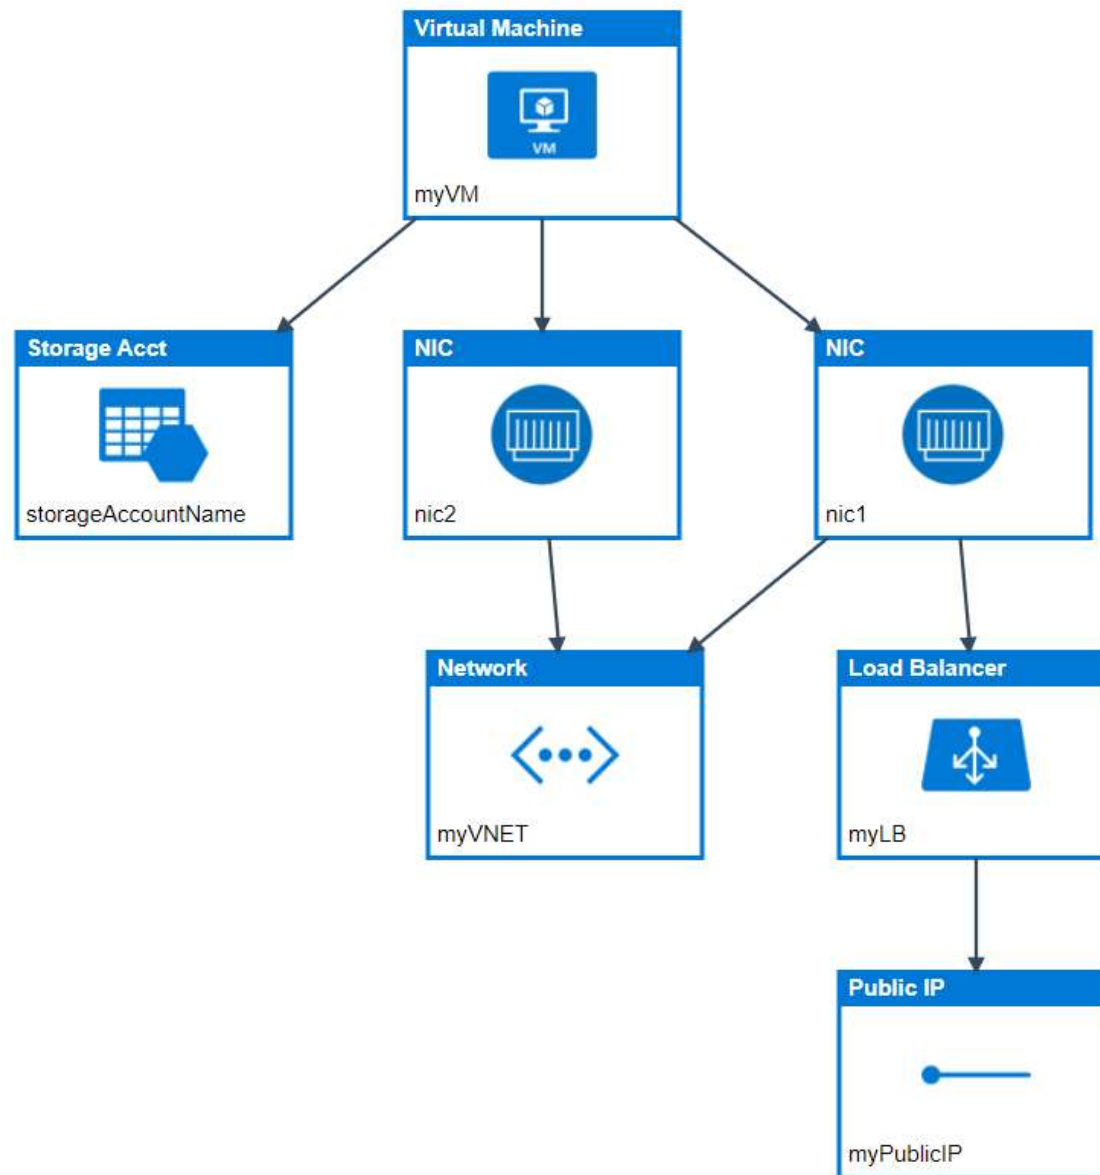 Virtual Machine
VM
myVM
Storage Acct
storageAccountName
NIC
nic2
NIC
nic1
Network
myVNET
Load Balancer
myLB
Public IP
myPublicIP